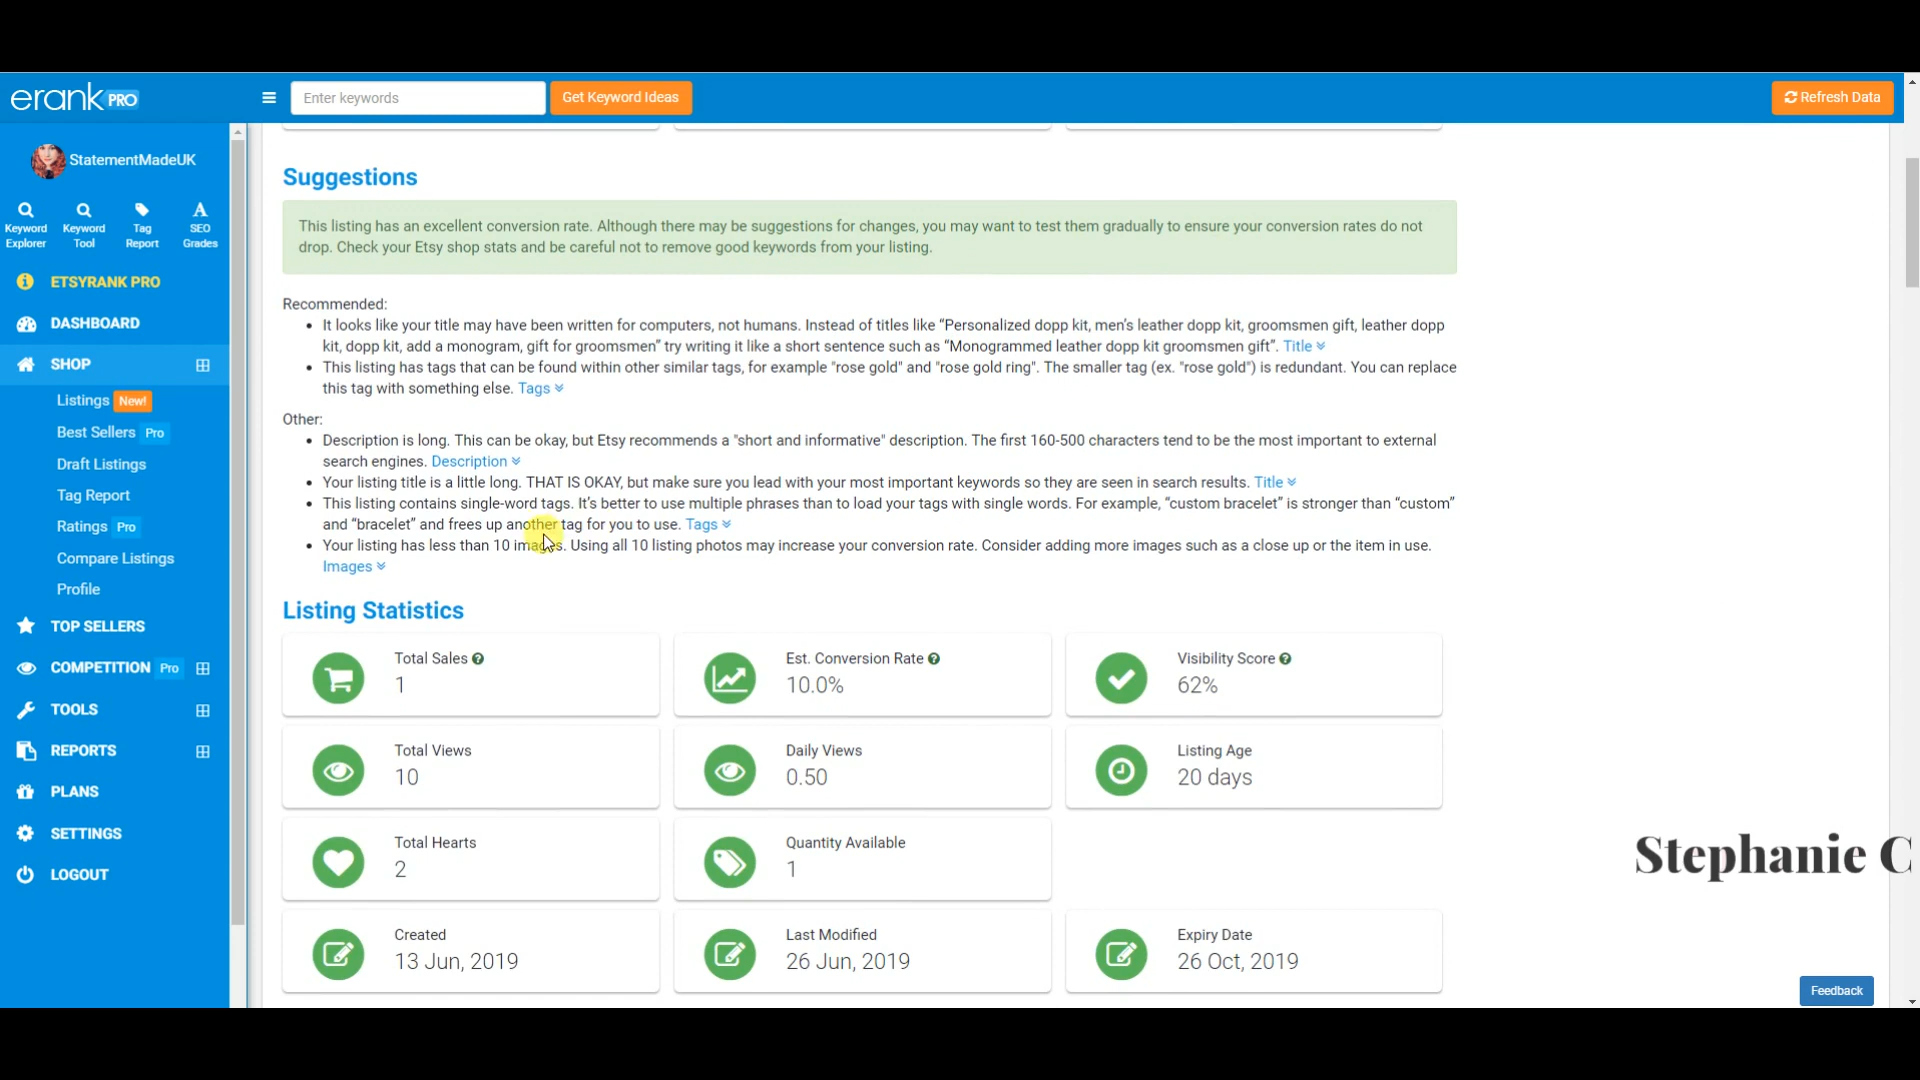 erank PRO
Enter keywords
Get Keyword Ideas
Refresh Data
StatementMadeUK
Keyword Explorer
Keyword Tool
Tag Report
SEO Grades
ETSYRANK PRO
DASHBOARD
SHOP
Listings New!
Best Sellers Pro
Draft Listings
Tag Report
Ratings Pro
Compare Listings
Profile
TOP SELLERS
COMPETITION Pro
TOOLS
REPORTS
PLANS
SETTINGS
LOGOUT
Suggestions
This listing has an excellent conversion rate. Although there may be suggestions for changes, you may want to test them gradually to ensure your conversion rates do not
drop. Check your Etsy shop stats and be careful not to remove good keywords from your listing.
Recommended:
• It looks like your title may have been written for computers, not humans. Instead of titles like “Personalized dopp kit, men’s leather dopp kit, groomsmen gift, leather dopp
kit, dopp kit, add a monogram, gift for groomsmen” try writing it like a short sentence such as “Monogrammed leather dopp kit groomsmen gift”. Title
• This listing has tags that can be found within other similar tags, for example "rose gold" and "rose gold ring". The smaller tag (ex. "rose gold") is redundant. You can replace
this tag with something else. Tags
Other:
• Description is long. This can be okay, but Etsy recommends a "short and informative" description. The first 160-500 characters tend to be the most important to external
search engines. Description
• Your listing title is a little long. THAT IS OKAY, but make sure you lead with your most important keywords so they are seen in search results. Title
• This listing contains single-word tags. It’s better to use multiple phrases than to load your tags with single words. For example, “custom bracelet” is stronger than “custom”
and “bracelet” and frees up another tag for you to use. Tags
• Your listing has less than 10 images. Using all 10 listing photos may increase your conversion rate. Consider adding more images such as a close up or the item in use.
Images
Listing Statistics
Total Sales
1
Est. Conversion Rate
10.0%
Visibility Score
62%
Total Views
10
Daily Views
0.50
Listing Age
20 days
Total Hearts
2
Quantity Available
1
Created
13 Jun, 2019
Last Modified
26 Jun, 2019
Expiry Date
26 Oct, 2019
Stephanie C
Feedback